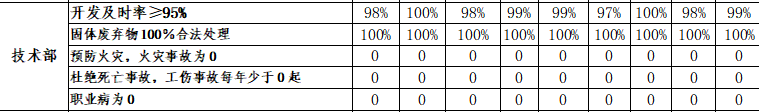 开发及时率≥95% 98% 100% 98% 99% 99% 97% 100% 98% 99%
固体废弃物100%合法处理 100% 100% 100% 100% 100% 100% 100% 100% 100%
技术部 预防火灾，火灾事故为0 0 0 0 0 0 0 0 0 0
杜绝死亡事故，工伤事故每年少于0起 0 0 0 0 0 0 0 0 0
职业病为0 0 0 0 0 0 0 0 0 0